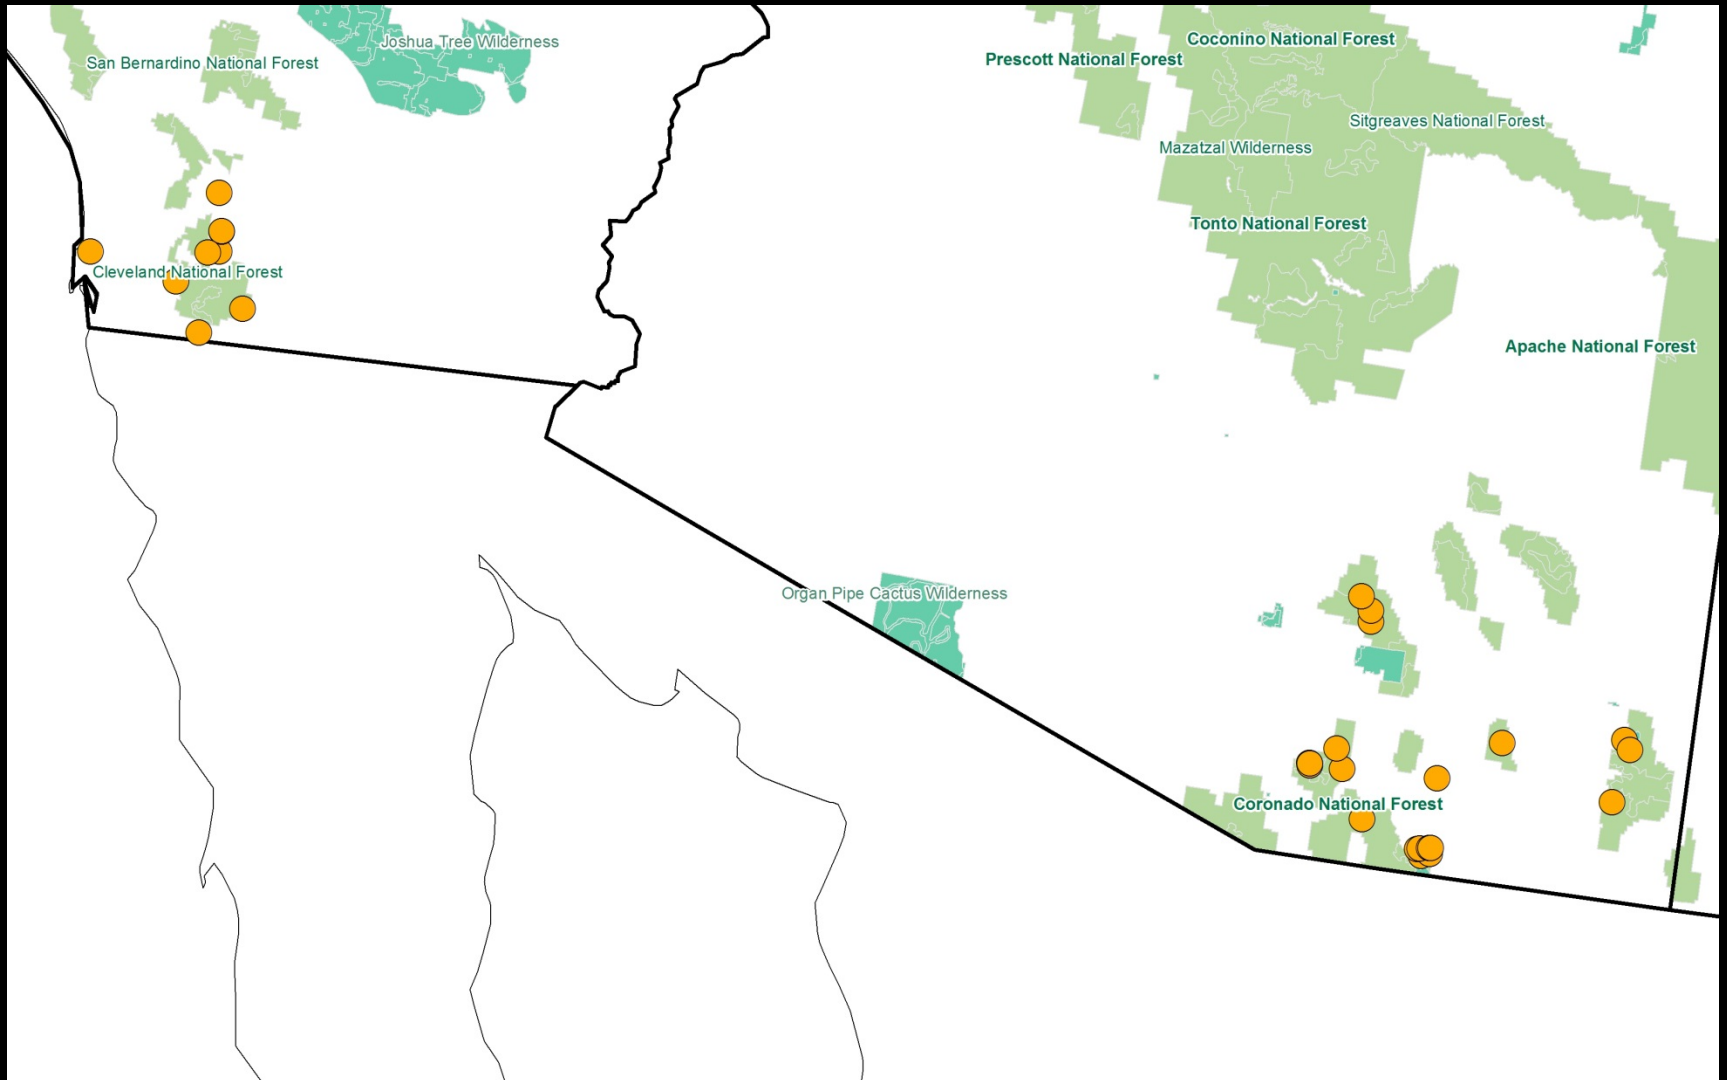 Joshua Tree Wilderness
San Bernardino National Forest
Coconino National Forest
Prescott National Forest
Sitgreaves National Forest
Mazatzal Wilderness
Tonto National Forest
Cleveland National Forest
Apache National Forest
Organ Pipe Cactus Wilderness
Coronado National Forest